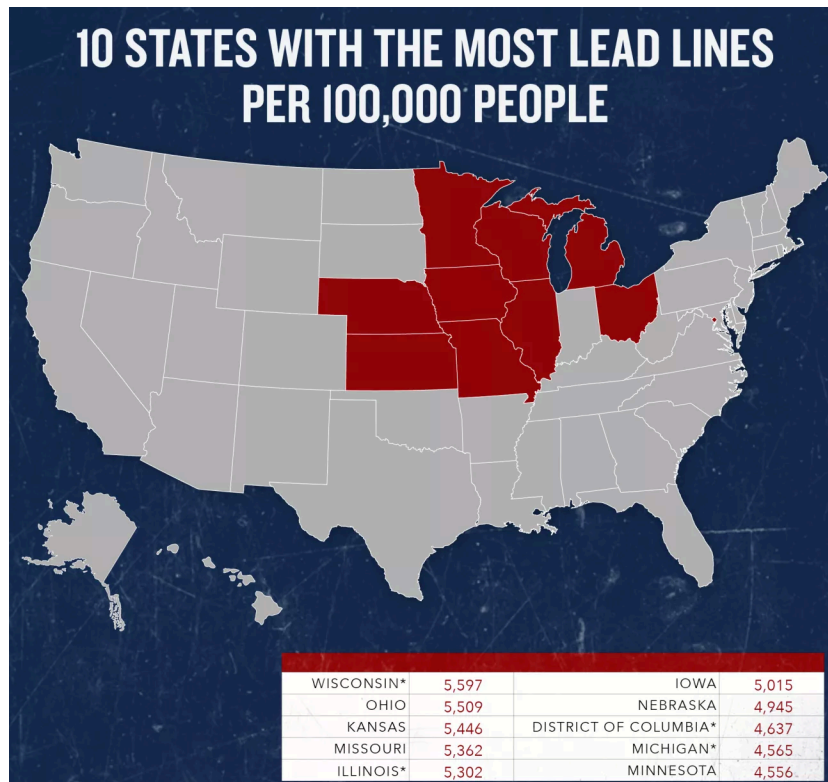 10 STATES WITH THE MOST LEAD LINES
PER 100,000 PEOPLE
WISCONSIN* 5,597 IOWA 5,015
OHIO 5,509 NEBRASKA 4,945
KANSAS 5,446 DISTRICT OF COLUMBIA* 4,637
MISSOURI 5,362 MICHIGAN* 4,565
ILLINOIS* 5,302 MINNESOTA 4,556